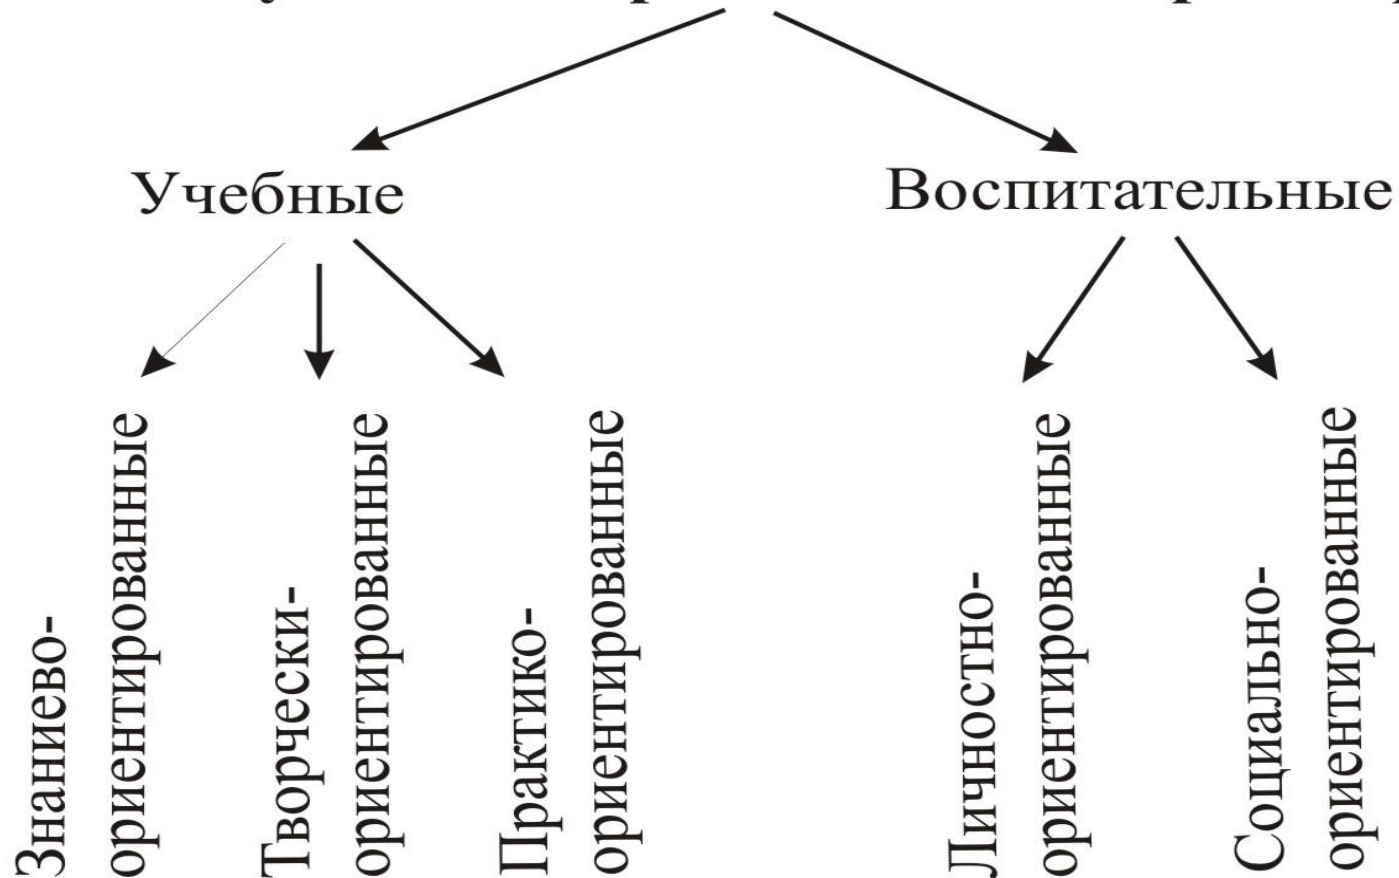 Учебные
Воспитательные
Знаниево-
ориентированные
Творчески-
ориентированные
Практико-
ориентированные
Личностно-
ориентированные
Социально-
ориентированные